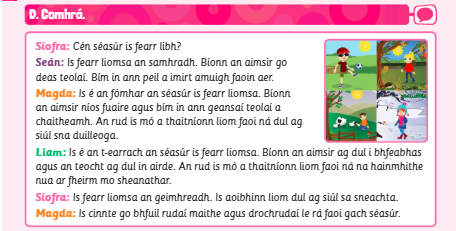 D. Comhrá.
Síofra: Cén séasúr is fearr libh?
Seán: Is fearr liomsa an samhradh. Bíonn an aimsir go
deas teolaí. Bím in ann peil a imirt amuigh faoin aer.
Magda: Is é an fómhar an séasúr is fearr liomsa. Bíonn
an aimsir níos fuaire agus bím in ann geansaí teolaí a
chaitheamh. An rud is mó a thaitníonn liom faoi ná dul ag
siúl sna duilleoga.
Liam: Is é an t-earrach an séasúr is fearr liomsa. Bíonn an aimsir ag dul i bhfeabhas
agus an teocht ag dul in airde. An rud is mó a thaitníonn liom faoi ná na hainmhithe
nua ar fheirm mo sheanathar.
Síofra: Is fearr liomsa an geimhreadh. Is aoibhinn liom dul ag siúl sa sneachta.
Magda: Is cinnte go bhfuil rudaí maithe agus drochrudaí le rá faoi gach séasúr.